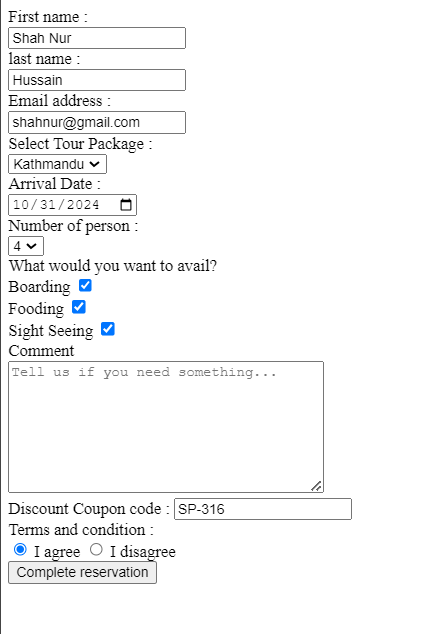 First name :
Shah Nur
last name :
Hussain
Email address :
shahnur@gmail.com
Select Tour Package :
Kathmandu
Arrival Date :
10/31/2024
Number of person :
4
What would you want to avail?
Boarding
Fooding
Sight Seeing
Comment
Tell us if you need something...
Discount Coupon code : SP-316
Terms and condition :
I agree I disagree
Complete reservation